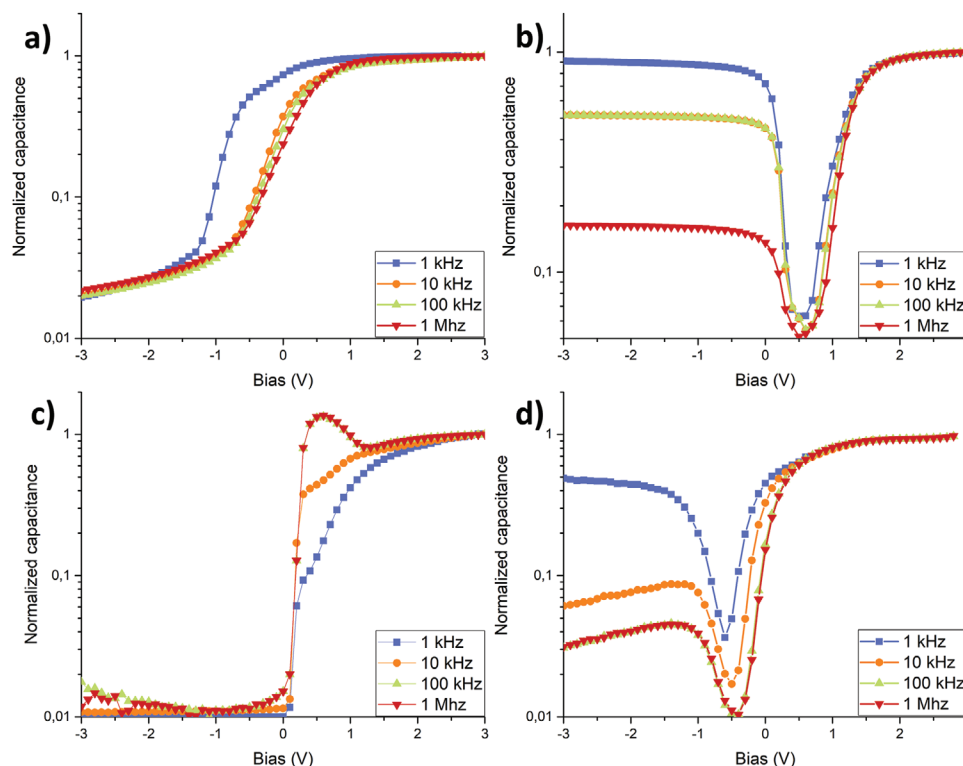 a)
Normalized capacitance
1
0,1
0,01
-3 -2 -1 0 1 2 3
Bias (V)
1 kHz
10 kHz
100 kHz
1 Mhz
b)
Normalized capacitance
1
0,1
-3 -2 -1 0 1 2
Bias (V)
1 kHz
10 kHz
100 kHz
1 Mhz
c)
Normalized capacitance
1
0,1
0,01
-3 -2 -1 0 1 2 3
Bias (V)
1 kHz
10 kHz
100 kHz
1 Mhz
d)
Normalized capacitance
1
0,1
0,01
-3 -2 -1 0 1 2
Bias (V)
1 kHz
10 kHz
100 kHz
1 Mhz